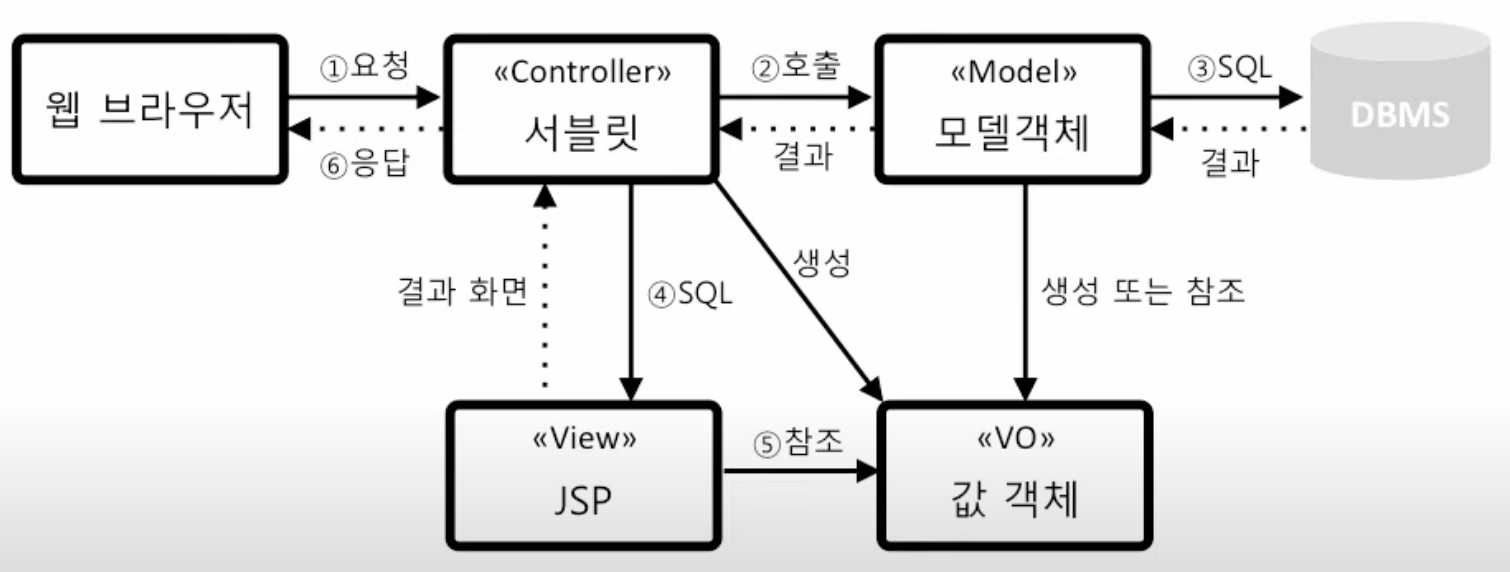 ①요청
«Controller»
②호출
«Model»
③SQL
웹 브라우저
서블릿
모델객체
DBMS
⑥응답
결과
결과
생성
결과 화면
④SQL
생성 또는 참조
«View»
⑤참조
«VO»
JSP
값 객체